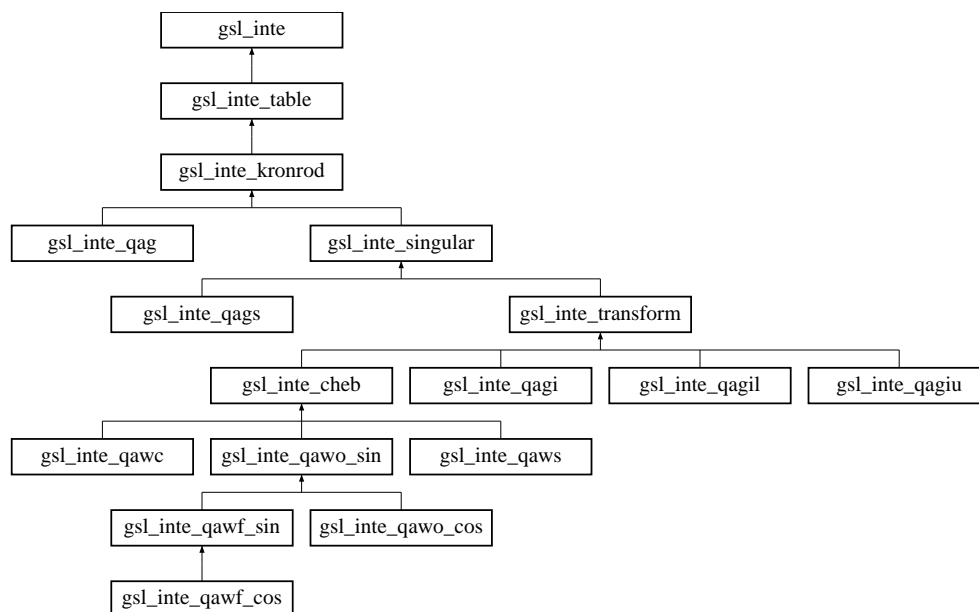 gsl_inte
gsl_inte_table
gsl_inte_kronrod
gsl_inte_qag
gsl_inte_singular
gsl_inte_qags
gsl_inte_transform
gsl_inte_cheb
gsl_inte_qagi
gsl_inte_qagil
gsl_inte_qagiu
gsl_inte_qawc
gsl_inte_qawo_sin
gsl_inte_qaws
gsl_inte_qawf_sin
gsl_inte_qawo_cos
gsl_inte_qawf_cos